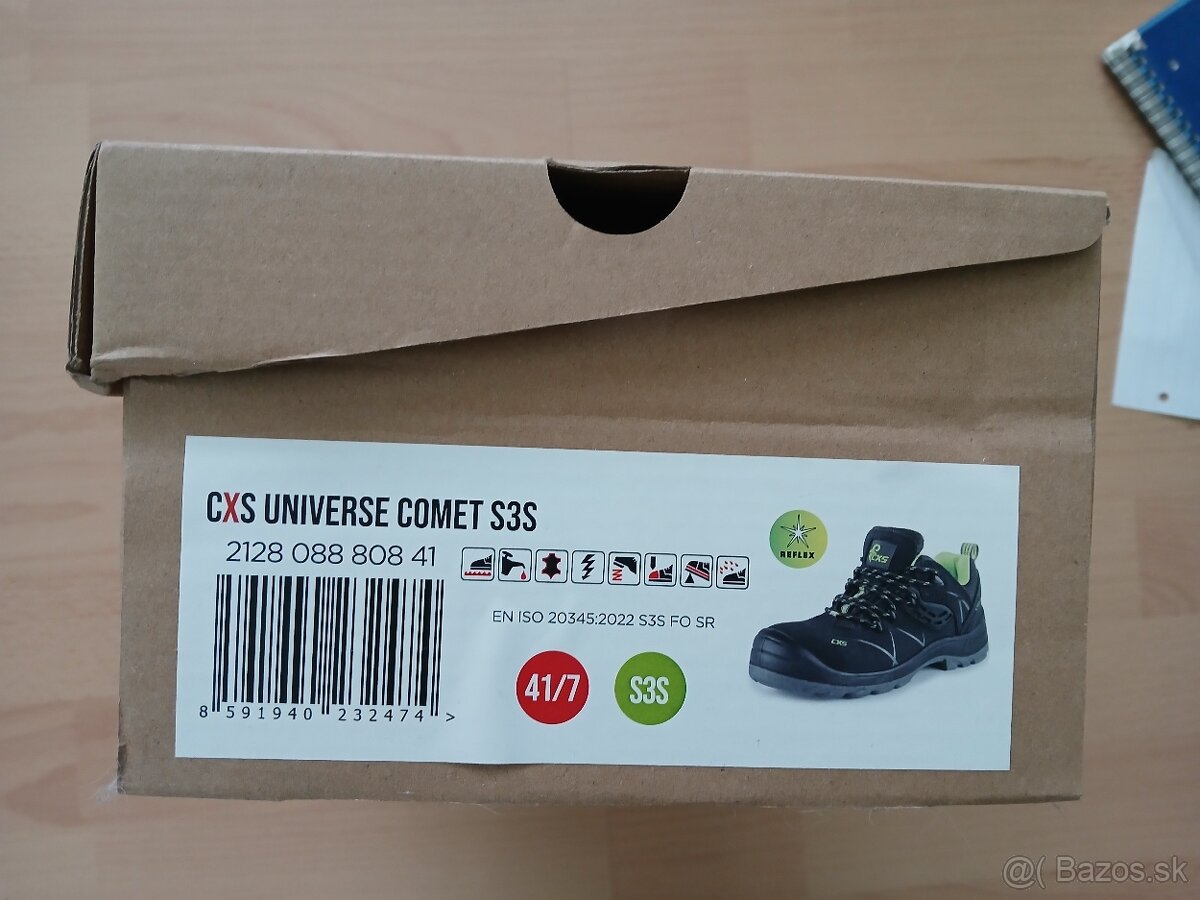 CXS UNIVERSE COMET S3S
2128 088 808 41
REFLEX
CXS
CXS
EN ISO 20345:2022 S3S FO SR
41/7
S3S
8 591940 232474 >
@( Bazos.sk